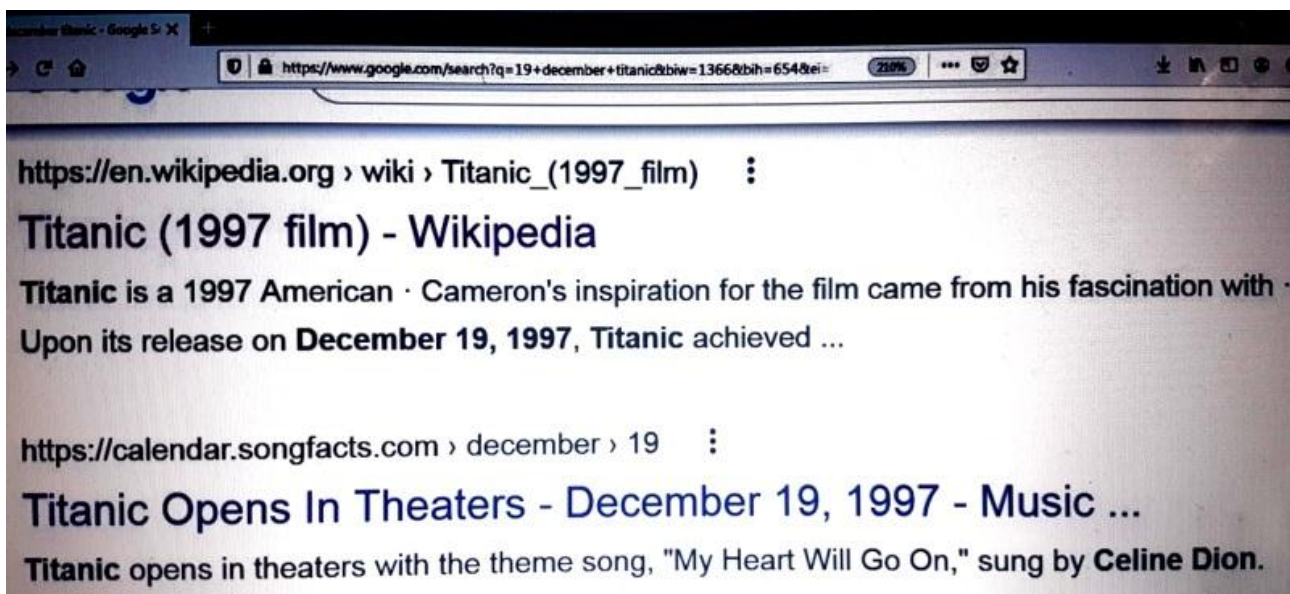 december titanic - Google Se
https://www.google.com/search?q=19+december+titanic&biw=1366&bih=654&ei=
210%
https://en.wikipedia.org › wiki › Titanic_(1997_film)
Titanic (1997 film) - Wikipedia
Titanic is a 1997 American · Cameron's inspiration for the film came from his fascination with ·
Upon its release on December 19, 1997, Titanic achieved ...
https://calendar.songfacts.com › december › 19
Titanic Opens In Theaters - December 19, 1997 - Music ...
Titanic opens in theaters with the theme song, "My Heart Will Go On," sung by Celine Dion.